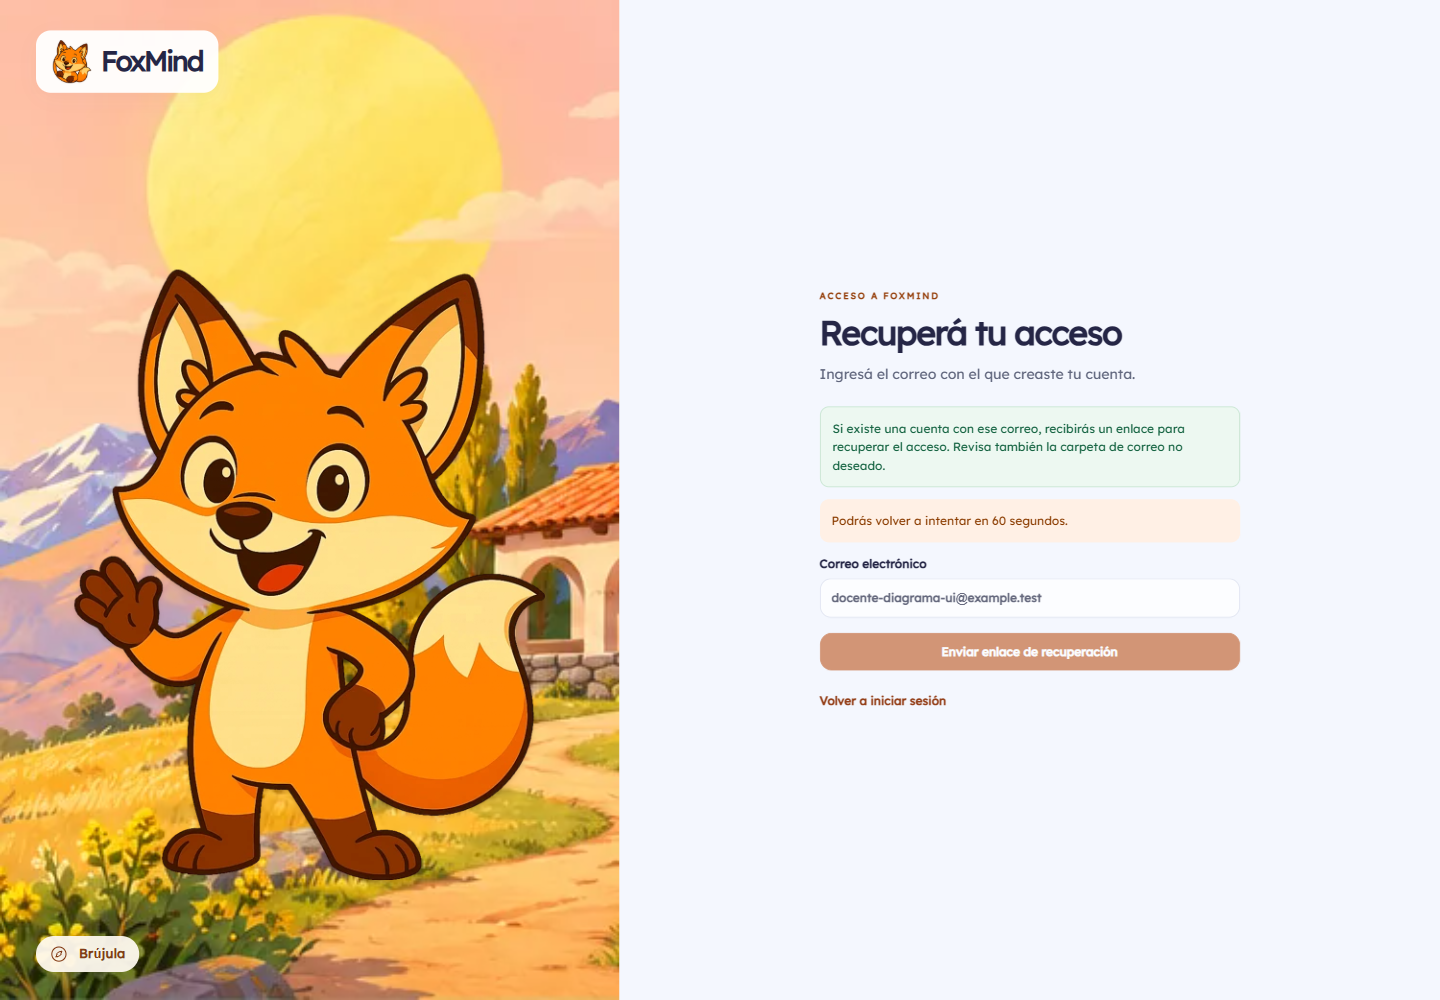 FoxMind
ACCESO A FOXMIND
Recuperá tu acceso
Ingresá el correo con el que creaste tu cuenta.
Si existe una cuenta con ese correo, recibirás un enlace para
recuperar el acceso. Revisa también la carpeta de correo no
deseado.
Podrás volver a intentar en 60 segundos.
Correo electrónico
docente-diagrama-ui@example.test
Enviar enlace de recuperación
Volver a iniciar sesión
Brújula